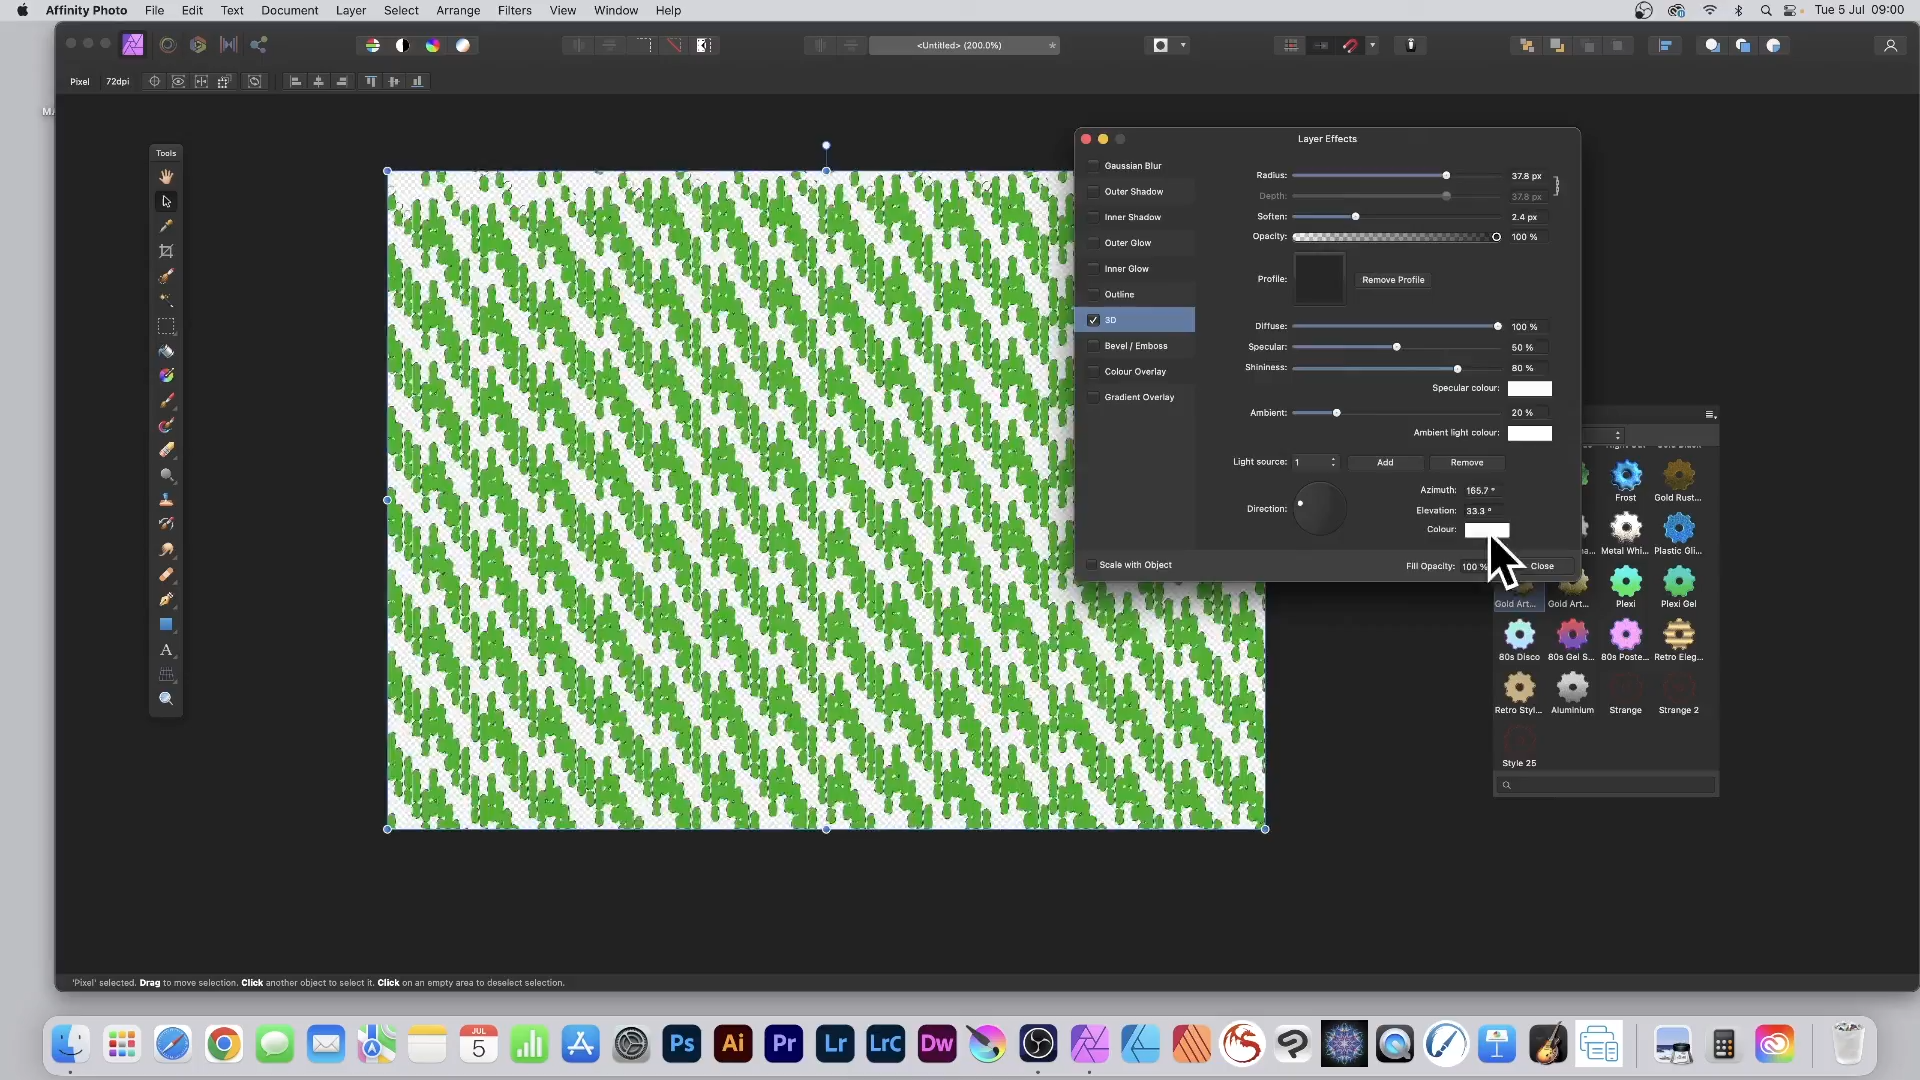 Affinity Photo File Edit Text Document Layer Select Arrange Filters View Window Help Tue 5 Jul 09:00
<Untitled> (200.0%) *
Pixel 72dpi
Tools
Layer Effects
Gaussian Blur
Outer Shadow
Inner Shadow
Outer Glow
Inner Glow
Outline
3D
Bevel / Emboss
Colour Overlay
Gradient Overlay
Radius: 37.8 px
Depth: 37.8 px
Soften: 2.4 px
Opacity: 100 %
Profile: Remove Profile
Diffuse: 100 %
Specular: 50 %
Shininess: 80 %
Specular colour:
Ambient: 20 %
Ambient light colour:
Light source: 1 Add Remove
Azimuth: 165.7 °
Direction:
Elevation: 33.3 °
Colour:
Scale with Object Fill Opacity: 100 % Close
Frost Gold Rust...
Metal Whi... Plastic Gli...
Gold Art... Gold Art... Plexi Plexi Gel
80s Disco 80s Gel S... 80s Poste... Retro Eleg...
Retro Styl... Aluminium Strange Strange 2
Style 25
'Pixel' selected. Drag to move selection. Click another object to select it. Click on an empty area to deselect selection.
JUL
5
Ps Ai Pr Lr LrC Dw